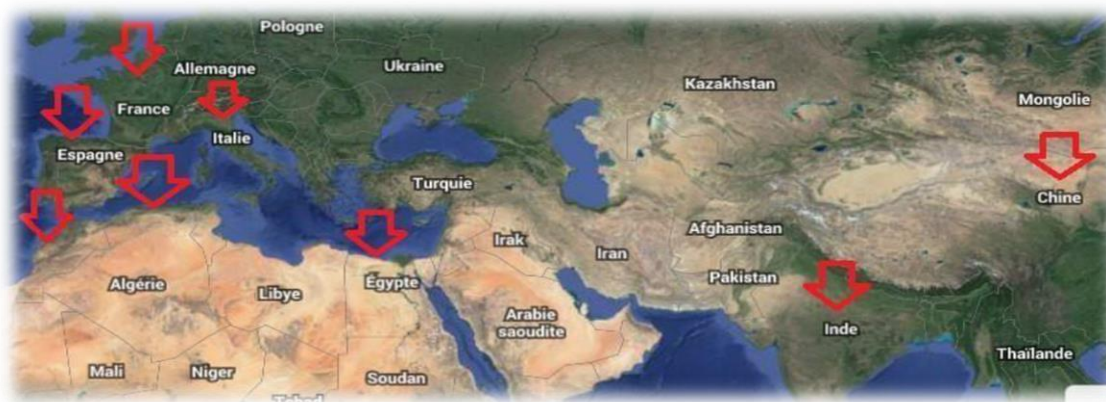 Pologne
Allemagne
Ukraine
Kazakhstan
France
Mongolie
Italie
Espagne
Turquie
Chine
Afghanistan
Irak
Iran
Pakistan
Algérie
Libye
Égypte
Arabie
saoudite
Inde
Thaïlande
Mali
Niger
Soudan
Tchad